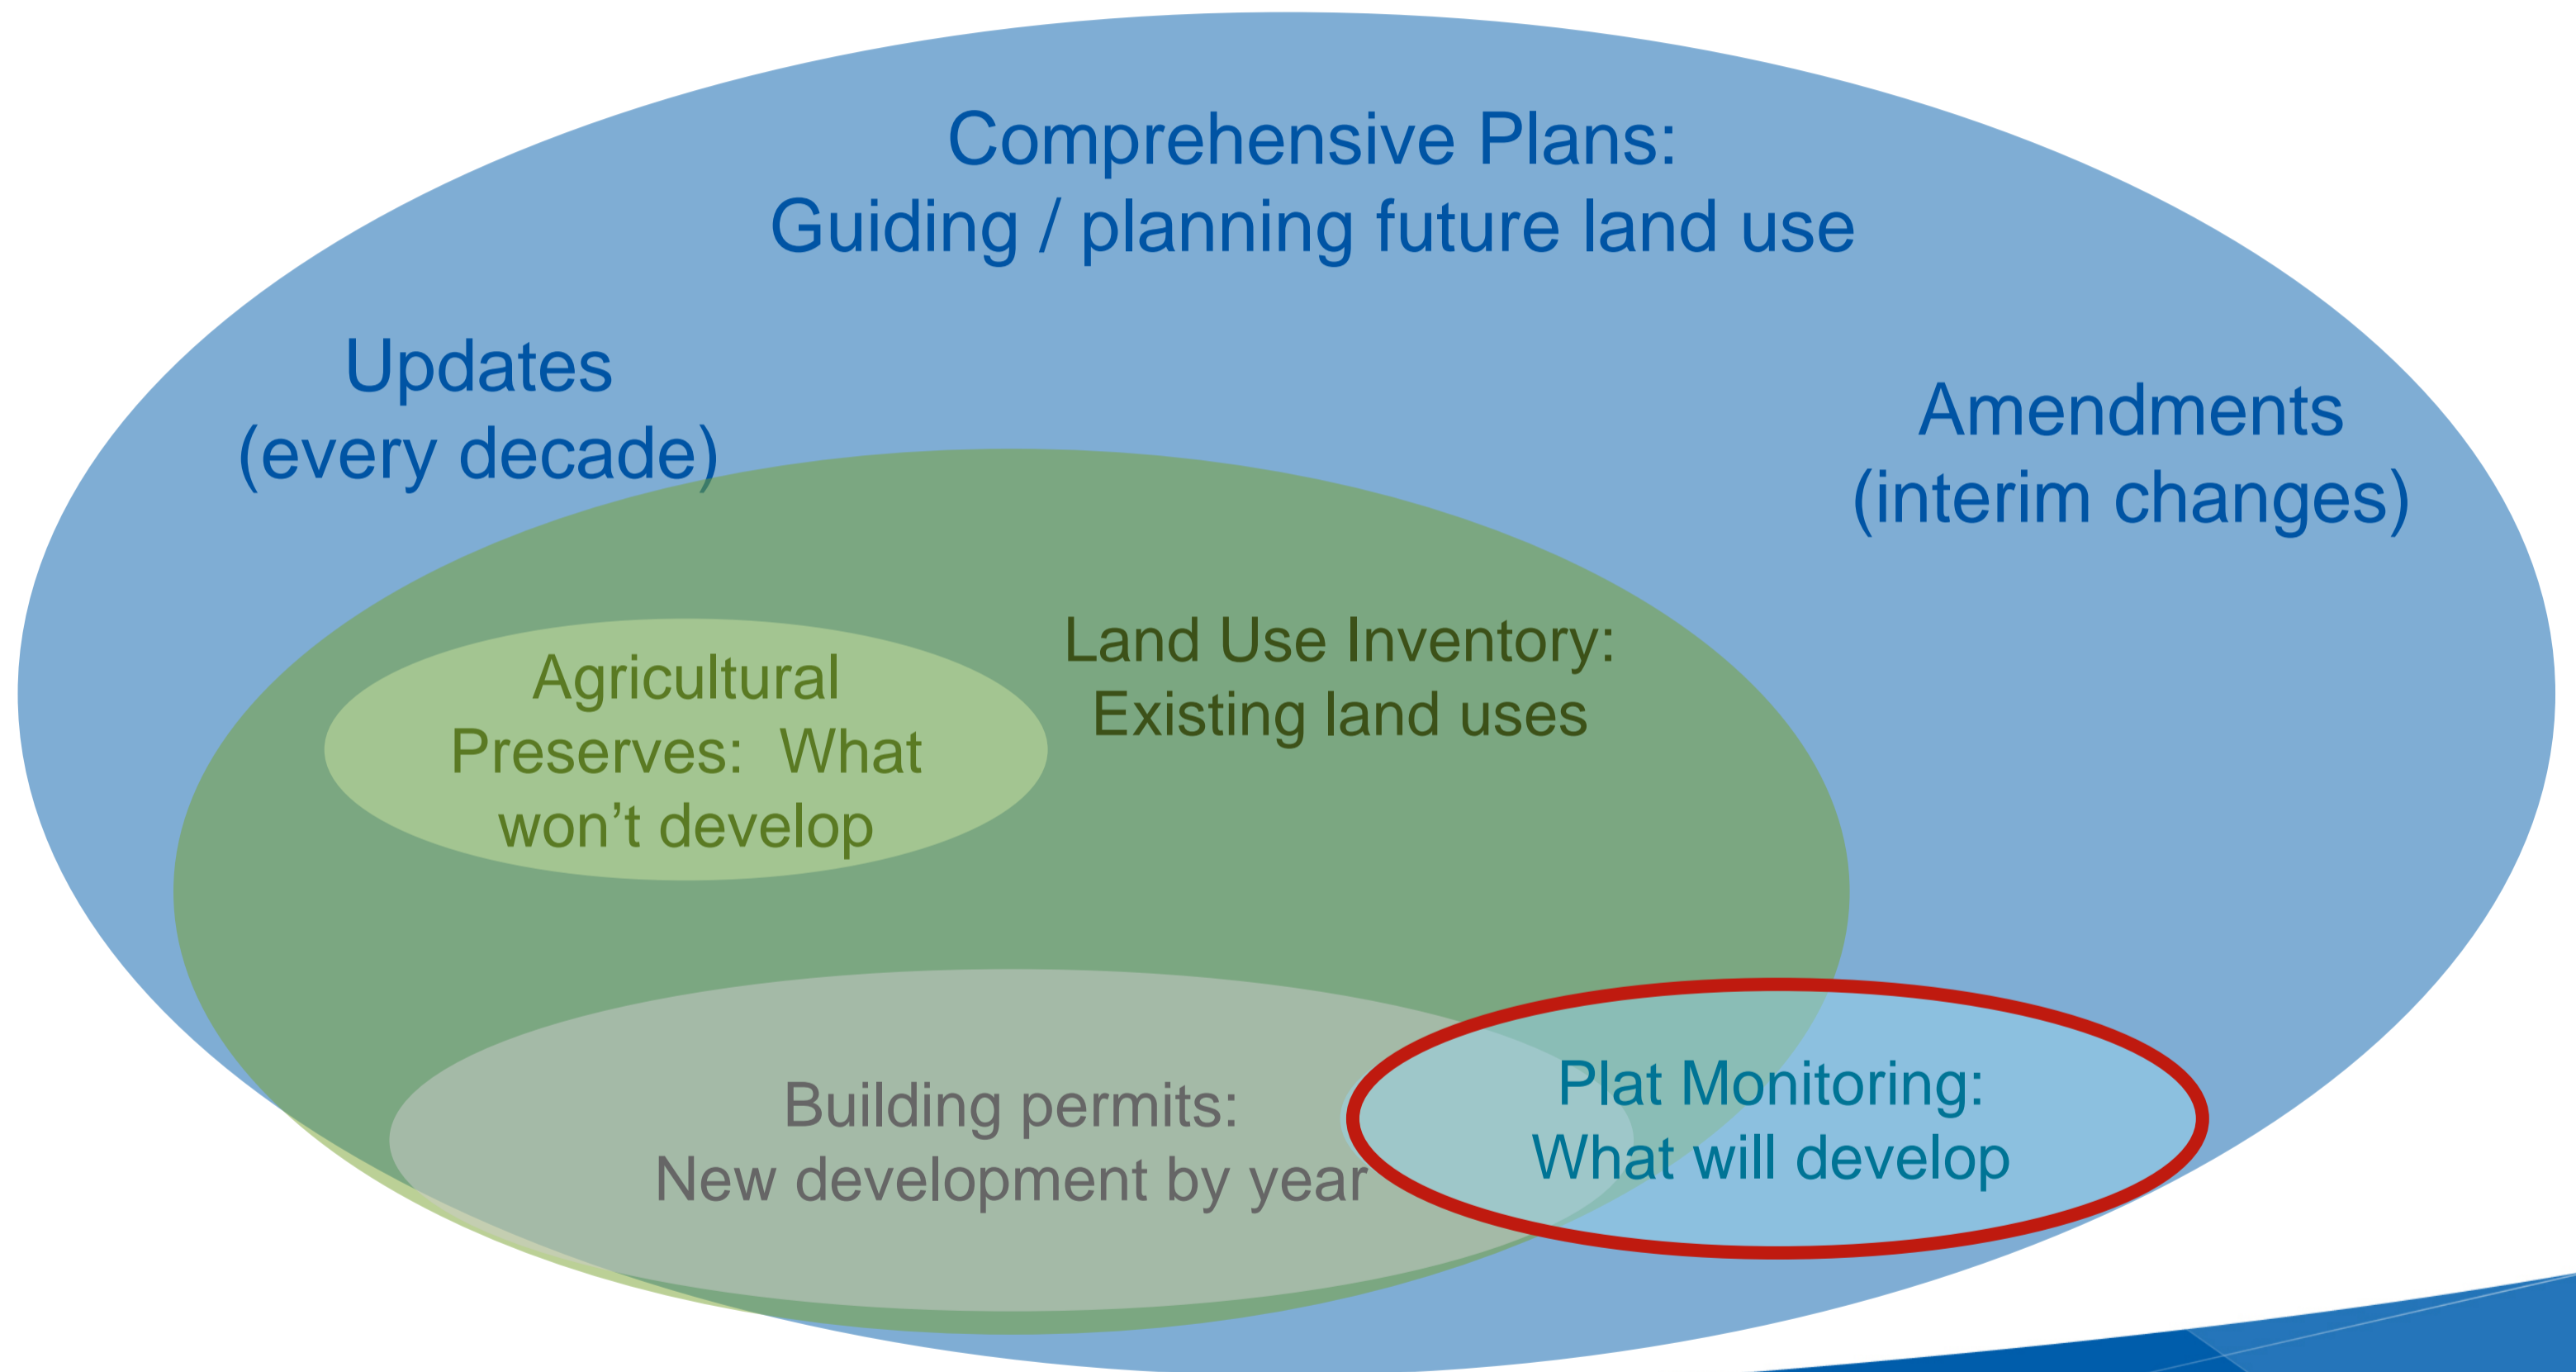 Comprehensive Plans:
Guiding / planning future land use
Updates
(every decade)
Amendments
(interim changes)
Land Use Inventory:
Existing land uses
Agricultural
Preserves:  What
won’t develop
Building permits:
New development by year
Plat Monitoring:
What will develop